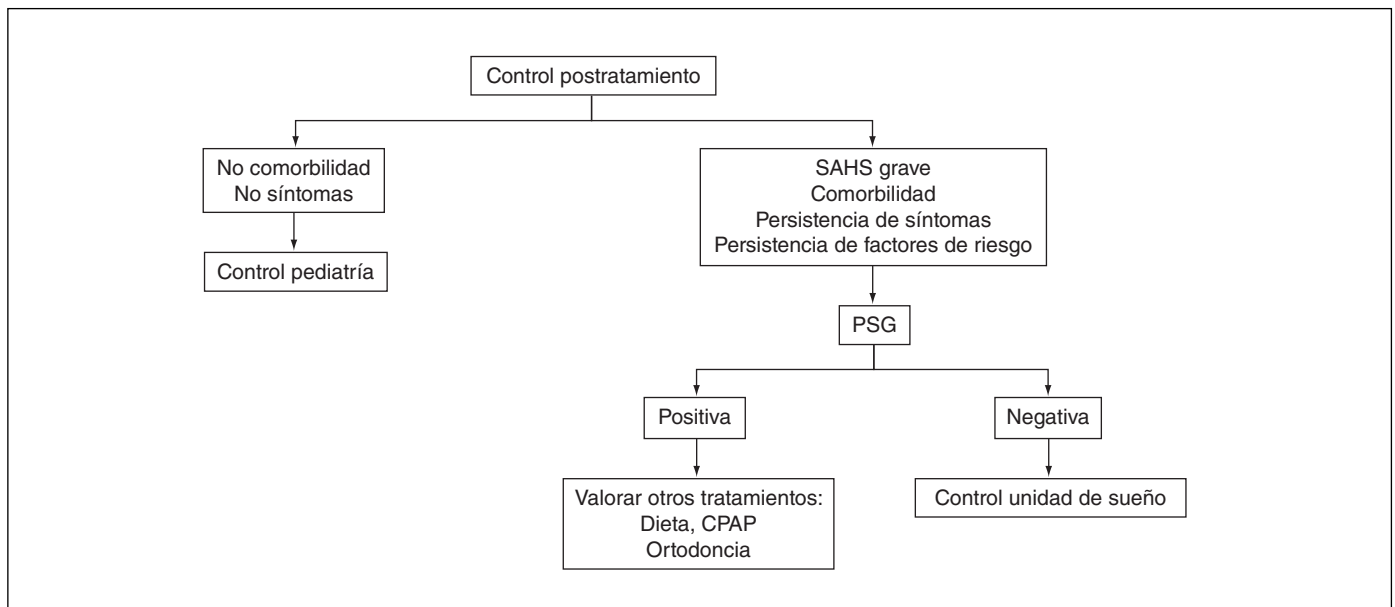 Control postratamiento
No comorbilidad
No síntomas
Control pediatría
SAHS grave
Comorbilidad
Persistencia de síntomas
Persistencia de factores de riesgo
PSG
Positiva
Negativa
Valorar otros tratamientos:
Dieta, CPAP
Ortodoncia
Control unidad de sueño